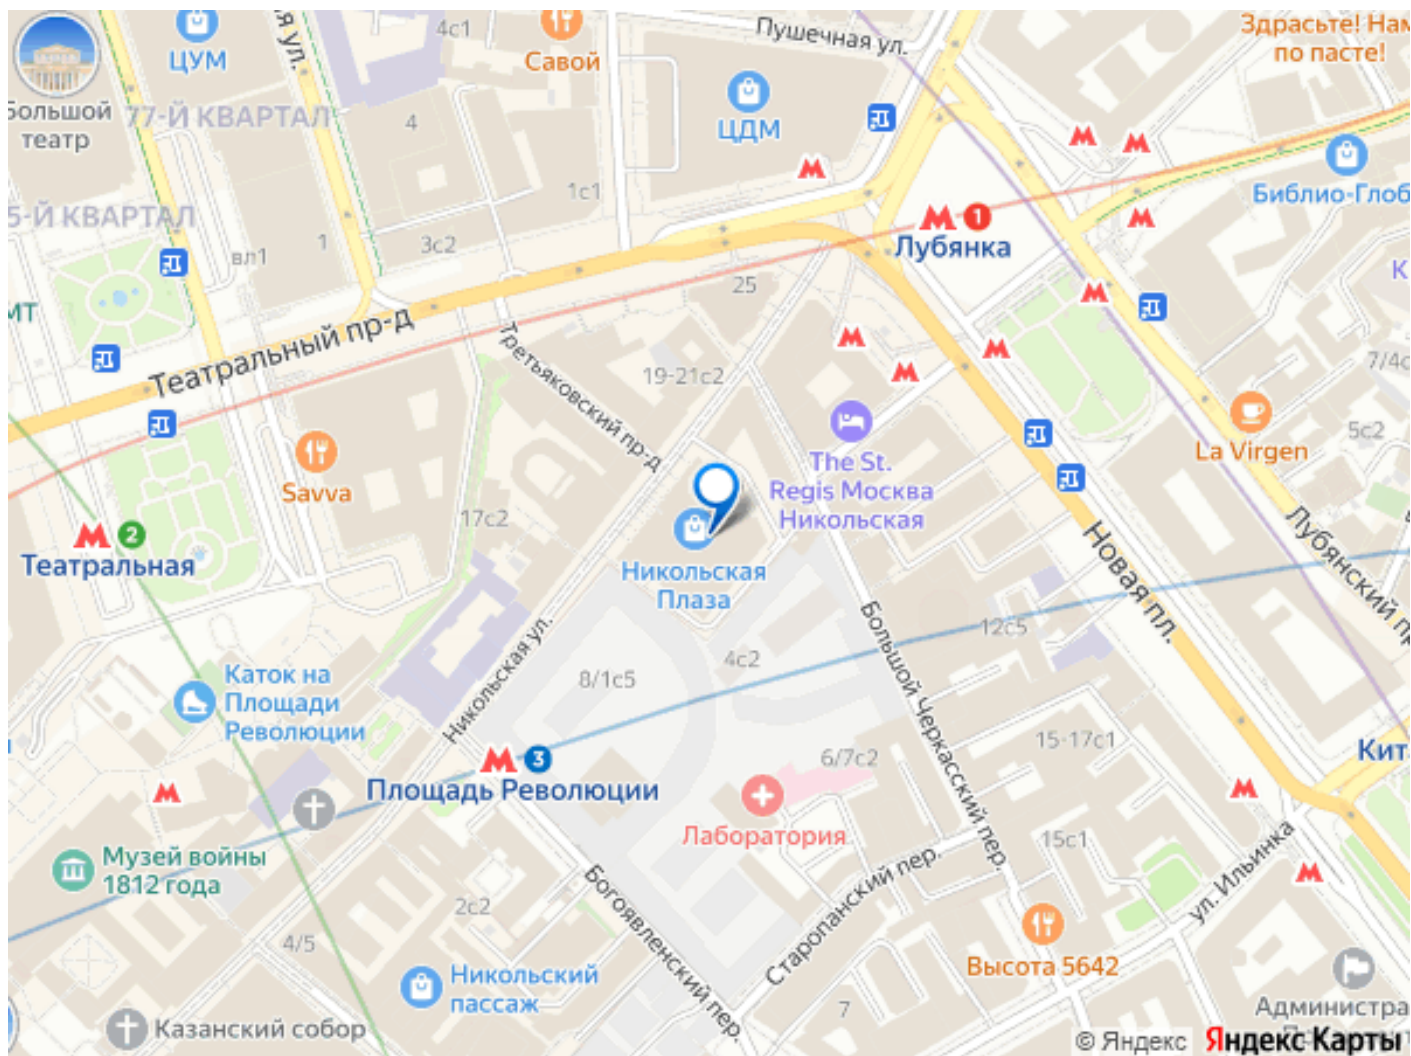 Пушечная ул.
Здрасьте! Нам
по пасте!
4с1
ЦУМ
Савой
я ул.
Большой
театр
77-Й КВАРТАЛ
4
ЦДМ
1с1
Библио-Глоб
5-Й КВАРТАЛ
1
3с2
вл1
1
Лубянка
К
МТ
25
Театральный пр-д
Третьяковский пр-д
19-21с2
7/4с
La Virgen
5с2
The St.
Regis Москва
Никольская
Savva
17с2
2
Театральная
Никольская
Плаза
Новая пл.
Лубянский пр
Большой Черкасский пер.
12с5
4с2
8/1с5
Никольская ул.
Каток на
Площади
Революции
3
Площадь Революции
6/7с2
15-17с1
Кит
Лаборатория
15с1
ул. Ильинка
Музей войны
1812 года
2с2
Богоявленский пер.
Старопанский пер.
4/5
Никольский
пассаж
Высота 5642
7
Казанский собор
Администра
© Яндекс
Яндекс Карты